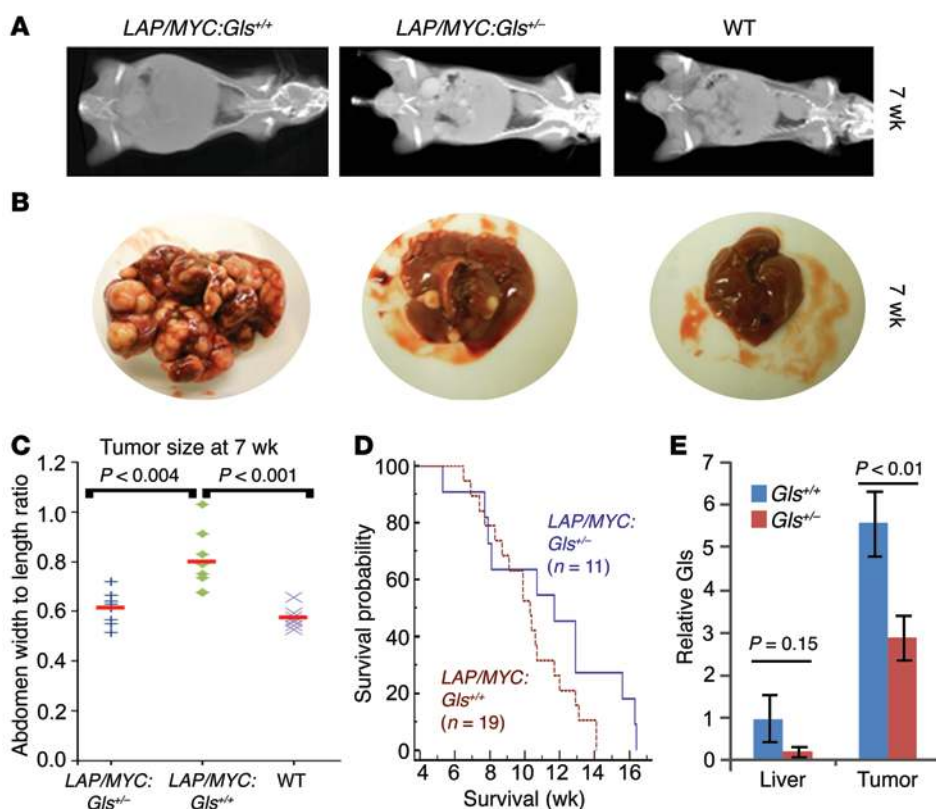 A
LAP/MYC:Gls+/+
LAP/MYC:Gls+/–
WT
7 wk
B
7 wk
C
Tumor size at 7 wk
P < 0.004
P < 0.001
Abdomen width to length ratio
1.2
1.0
0.8
0.6
0.4
0.2
0.0
LAP/MYC:
Gls+/–
LAP/MYC:
Gls+/+
WT
D
Survival probability
100
80
60
40
20
0
LAP/MYC:
Gls+/–
(n = 11)
LAP/MYC:
Gls+/+
(n = 19)
4 6 8 10 12 14 16
Survival (wk)
E
Relative Gls
7
6
5
4
3
2
1
0
Gls+/+
Gls+/–
P < 0.01
P = 0.15
Liver
Tumor